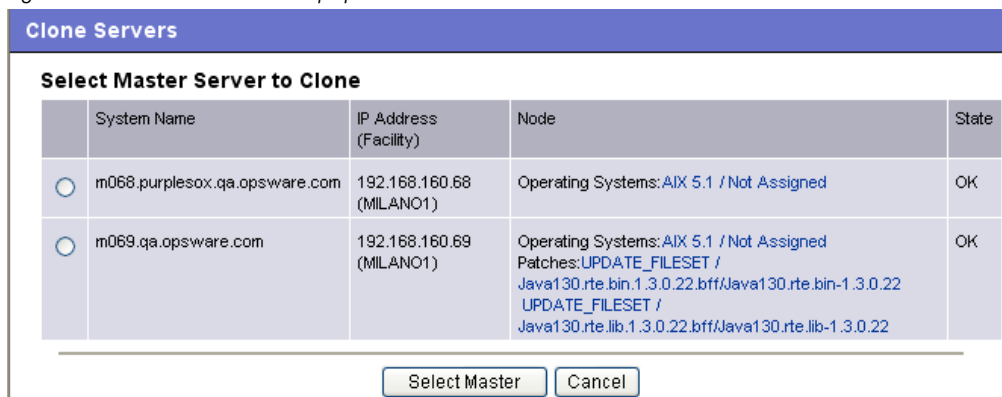 Clone Servers
Select Master Server to Clone
System Name
IP Address
(Facility)
Node
State
m068.purplesox.qa.opsware.com
192.168.160.68
(MILANO1)
Operating Systems:AIX 5.1 / Not Assigned
OK
m069.qa.opsware.com
192.168.160.69
(MILANO1)
Operating Systems:AIX 5.1 / Not Assigned
Patches:UPDATE_FILESET /
Java130.rte.bin.1.3.0.22.bff/Java130.rte.bin-1.3.0.22
UPDATE_FILESET /
Java130.rte.lib.1.3.0.22.bff/Java130.rte.lib-1.3.0.22
OK
Select Master
Cancel